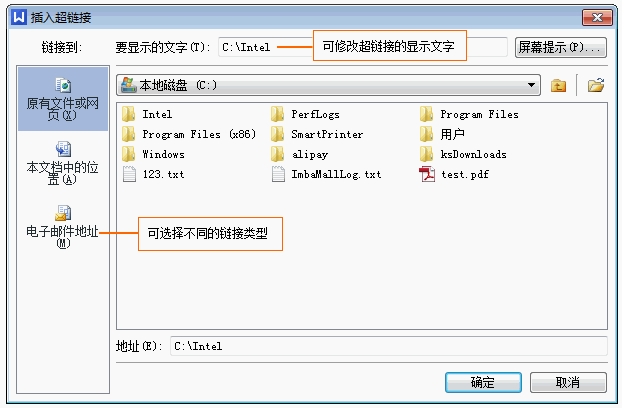 插入超链接
链接到:
要显示的文字(T): C:\Intel
可修改超链接的显示文字
屏幕提示(P)...
原有文件或网
页(X)
本文档中的位
置(A)
电子邮件地址
(M)
本地磁盘 (C:)
Intel PerfLogs Program Files
Program Files (x86) SmartPrinter 用户
Windows alipay ksDownloads
123.txt ImbaMallLog.txt test.pdf
可选择不同的链接类型
地址(E): C:\Intel
确定 取消